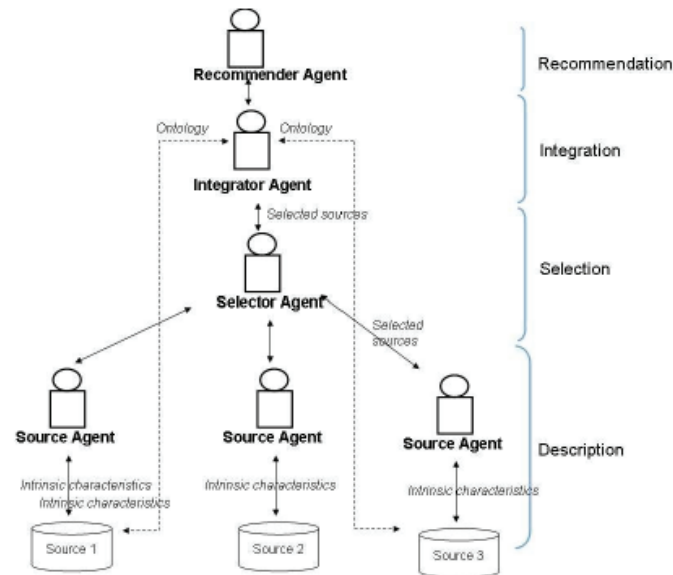 Recommender Agent
Recommendation
Ontology
Ontology
Integrator Agent
Integration
Selected sources
Selector Agent
Selection
Selected
sources
Source Agent
Source Agent
Source Agent
Description
Intrinsic characteristics
Intrinsic characteristics
Intrinsic characteristics
Intrinsic characteristics
Source 1
Source 2
Source 3